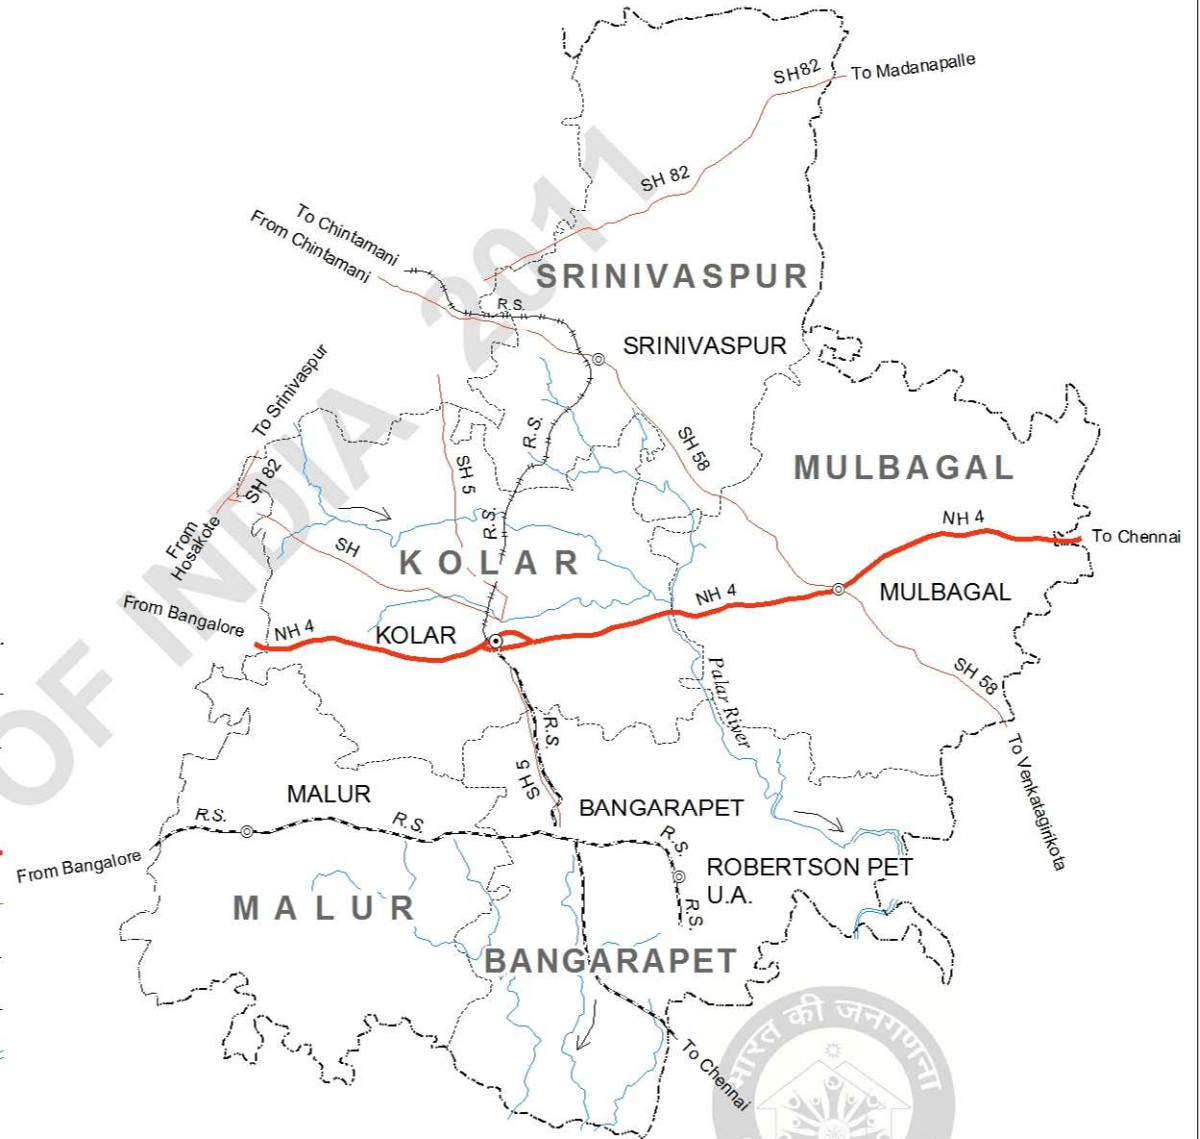 SH 82
To Madanapalle
SH 82
To Chintamani
From Chintamani
SRINIVASPUR
R.S.
SRINIVASPUR
To Srinivaspur
R.S.
SH 58
SH 82
SH 5
MULBAGAL
From
Hosakote
R.S.
NH 4
To Chennai
SH
KOLAR
NH 4
MULBAGAL
From Bangalore
NH 4
KOLAR
SH 58
Palar River
R.S.
To Venkatagirikota
SH 5
MALUR
BANGARAPET
R.S.
R.S.
R.S.
From Bangalore
ROBERTSON PET
U.A.
MALUR
R.S.
BANGARAPET
To Chennai
OF INDIA 2011
भारत की जनगणना